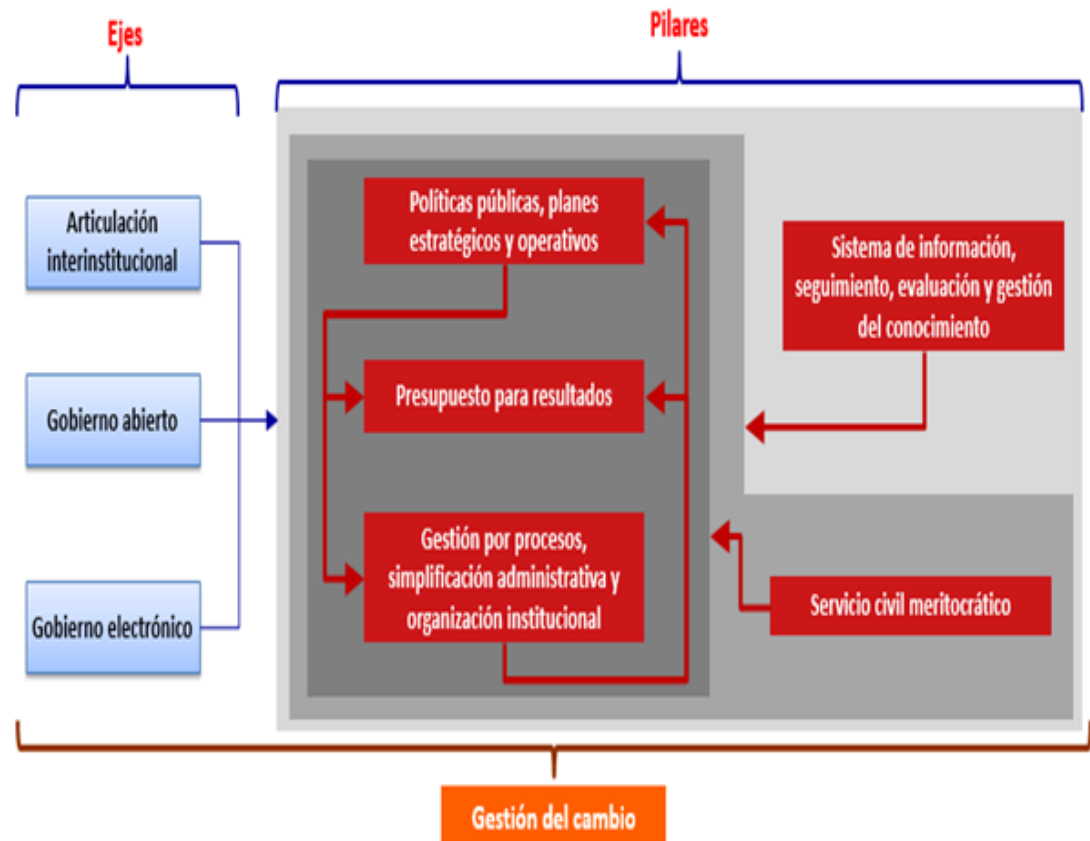 Ejes
Pilares
Articulación
interinstitucional
Gobierno abierto
Gobierno electrónico
Políticas públicas, planes
estratégicos y operativos
Presupuesto para resultados
Gestión por procesos,
simplificación administrativa y
organización institucional
Sistema de información,
seguimiento, evaluación y gestión
del conocimiento
Servicio civil meritocrático
Gestión del cambio